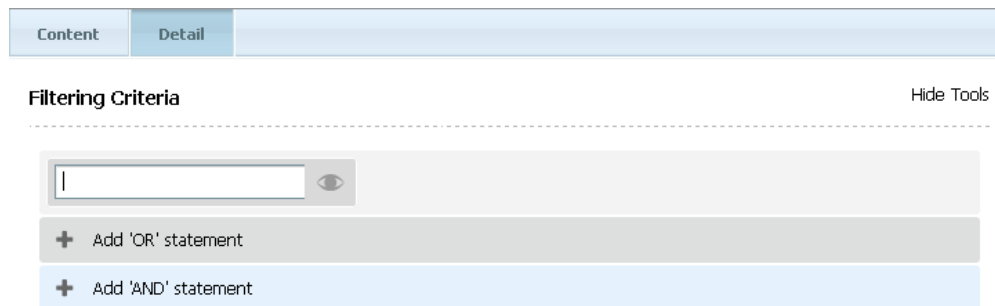 Content Detail
Filtering Criteria Hide Tools
Add 'OR' statement
Add 'AND' statement